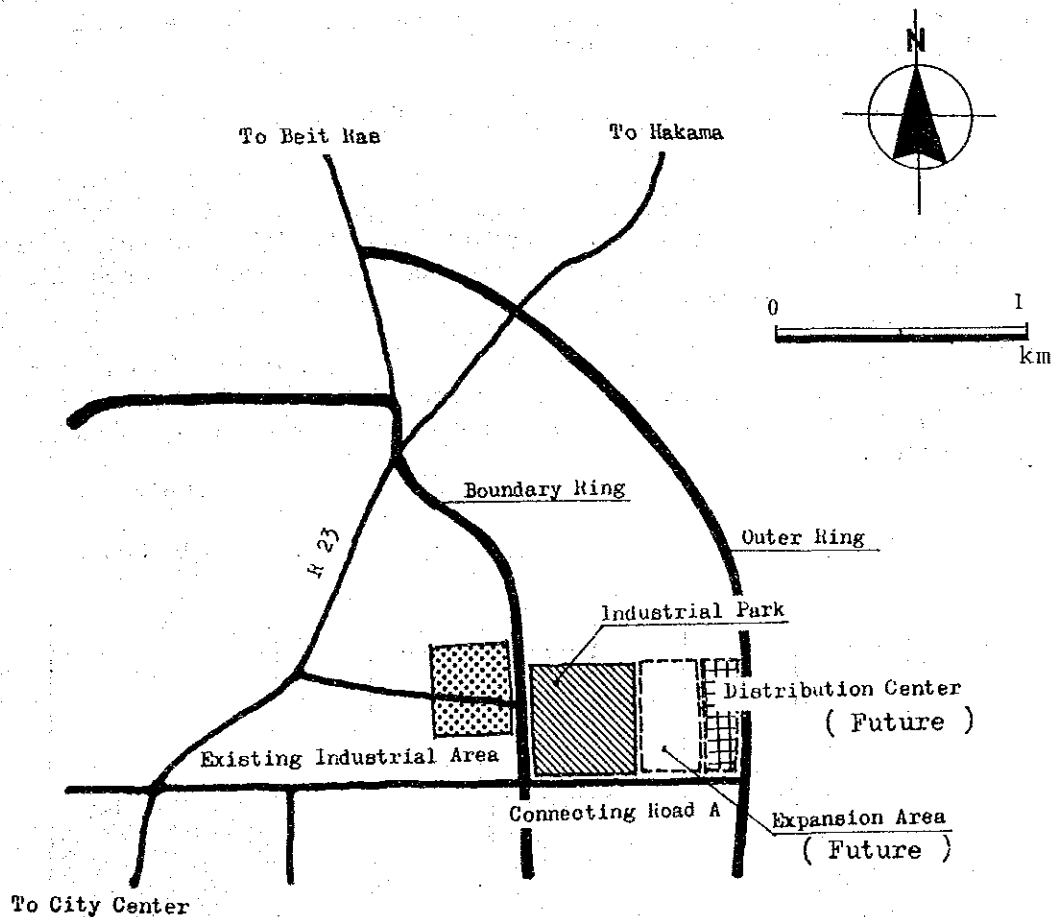 N
To Beit Ras
To Hakama
0 1
km
Boundary Ring
R 23
Outer Ring
Industrial Park
Distribution Center
( Future )
Existing Industrial Area
Connecting Road A
Expansion Area
( Future )
To City Center